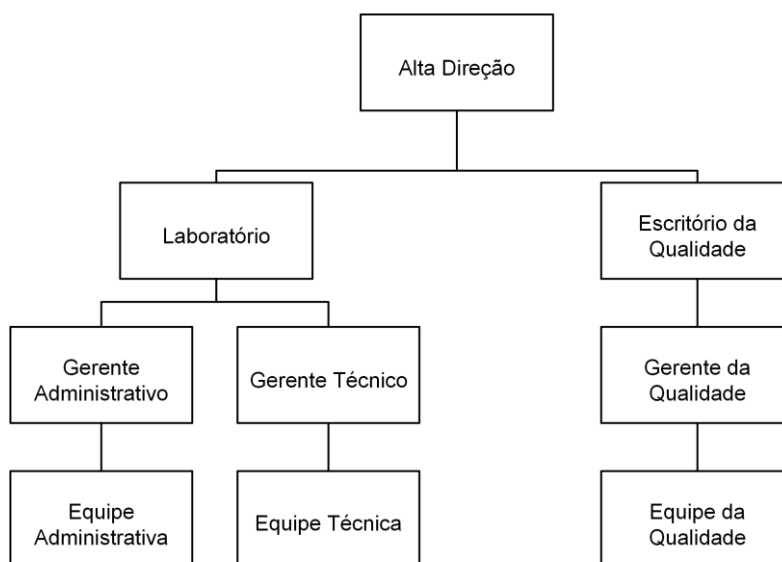 Alta Direção
Laboratório
Escritório da
Qualidade
Gerente
Administrativo
Gerente Técnico
Gerente da
Qualidade
Equipe
Administrativa
Equipe Técnica
Equipe da
Qualidade